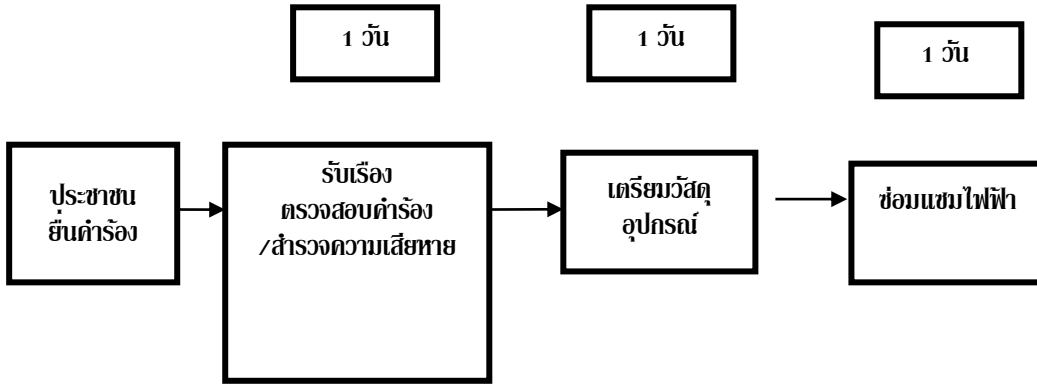 1 วัน
1 วัน
1 วัน
ประชาชน
ยื่นคำร้อง
รับเรื่อง
ตรวจสอบคำร้อง
/สำรวจความเสียหาย
เตรียมวัสดุ
อุปกรณ์
ซ่อมแซมไฟฟ้า